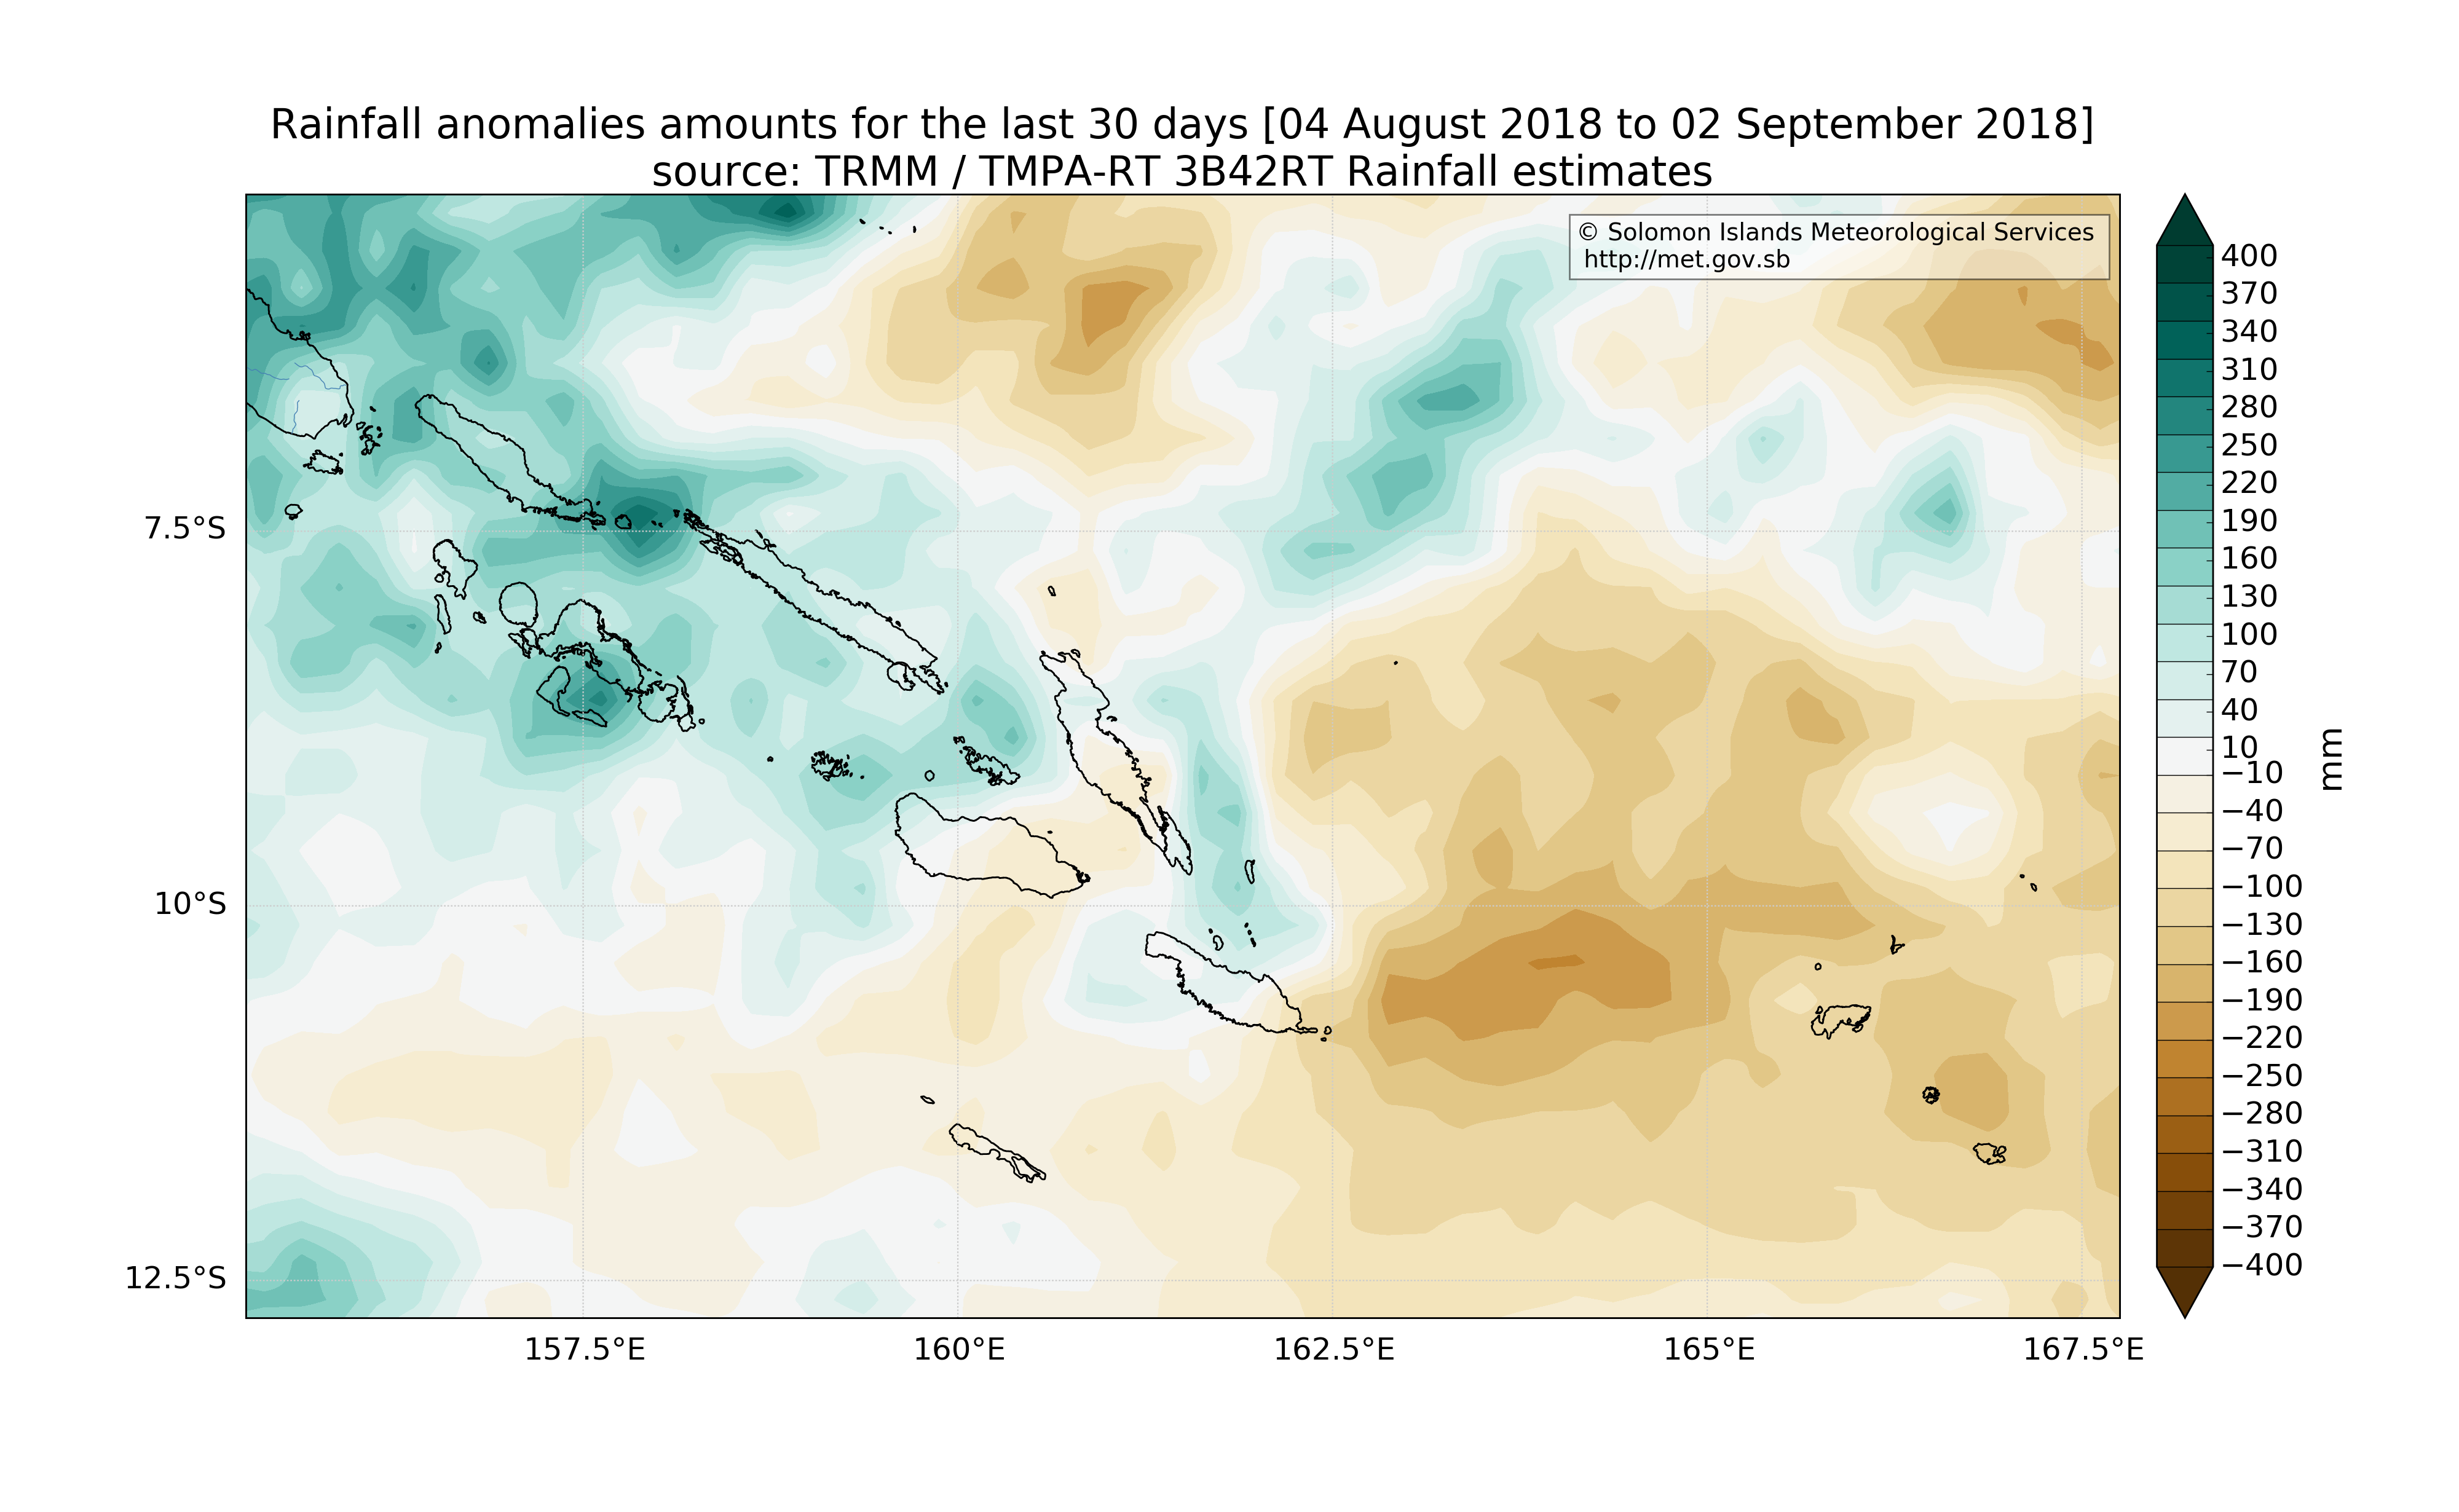 Rainfall anomalies amounts for the last 30 days [04 August 2018 to 02 September 2018]
source: TRMM / TMPA-RT 3B42RT Rainfall estimates
© Solomon Islands Meteorological Services
http://met.gov.sb
7.5°S
10°S
12.5°S
157.5°E
160°E
162.5°E
165°E
167.5°E
400
370
340
310
280
250
220
190
160
130
100
70
40
10
−10
−40
−70
−100
−130
−160
−190
−220
−250
−280
−310
−340
−370
−400
mm